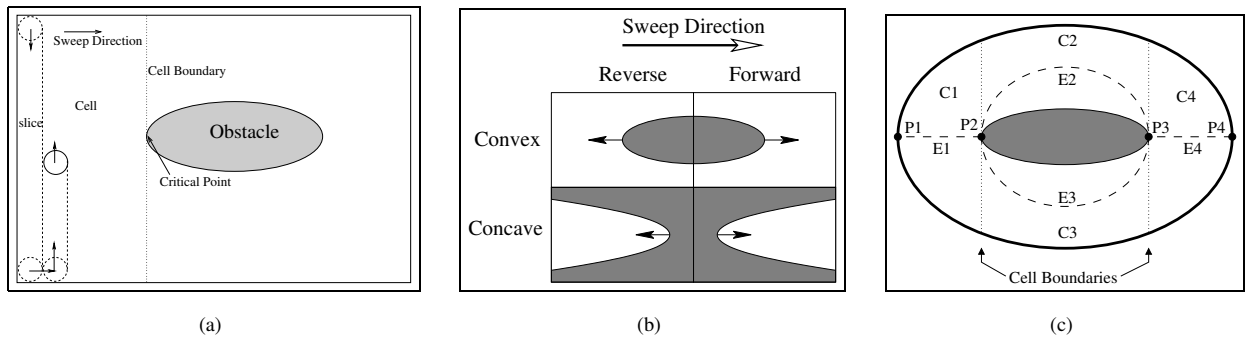 Sweep Direction
Cell Boundary
Cell
slice
Obstacle
Critical Point
(a)
Sweep Direction
Reverse Forward
Convex
Concave
(b)
C2
E2
C1
C4
P1 P2 P3 P4
E1 E4
E3
C3
Cell Boundaries
(c)